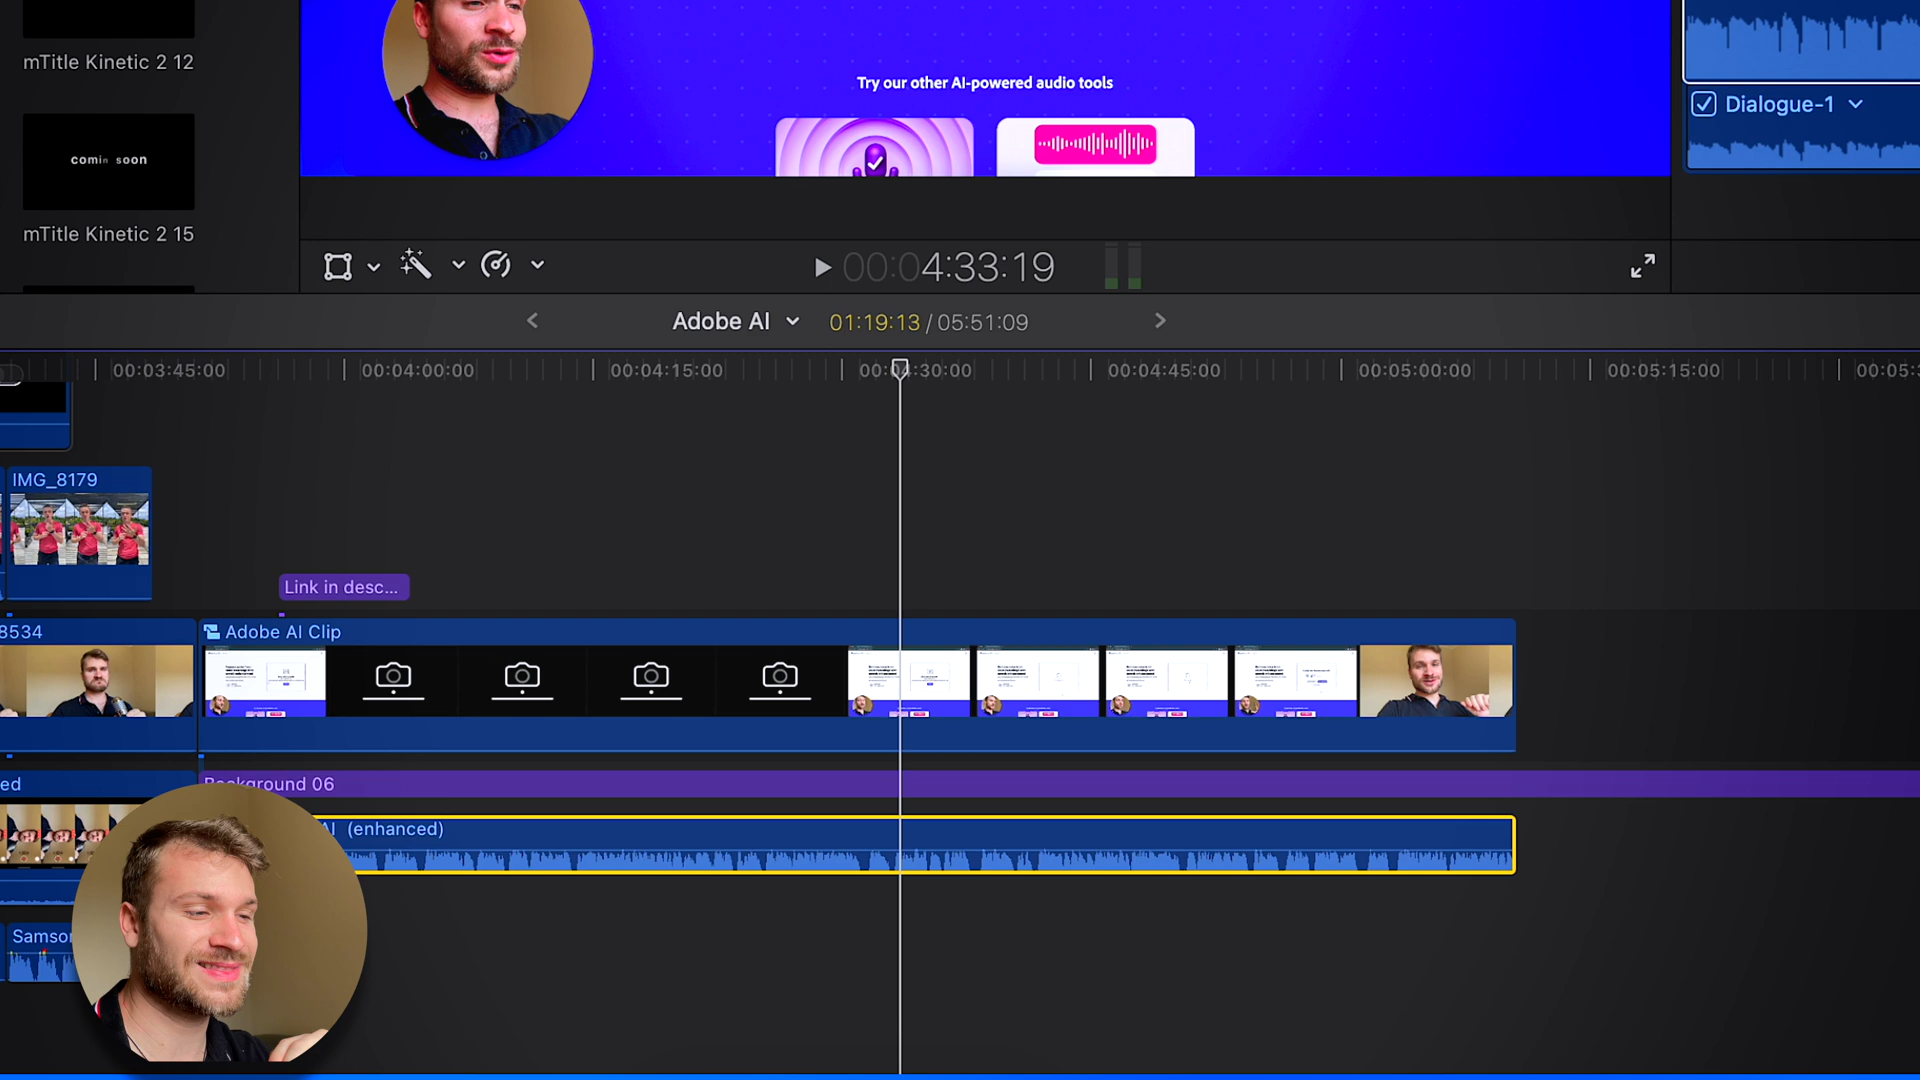 mTitle Kinetic 2 12
comin soon
mTitle Kinetic 2 15
Try our other AI-powered audio tools
Dialogue-1
00:04:33:19
Adobe AI
01:19:13 / 05:51:09
00:03:45:00
00:04:00:00
00:04:15:00
00:04:30:00
00:04:45:00
00:05:00:00
00:05:15:00
00:05:
IMG_8179
Link in desc...
8534
Adobe AI Clip
ed
Background 06
AI (enhanced)
Samso